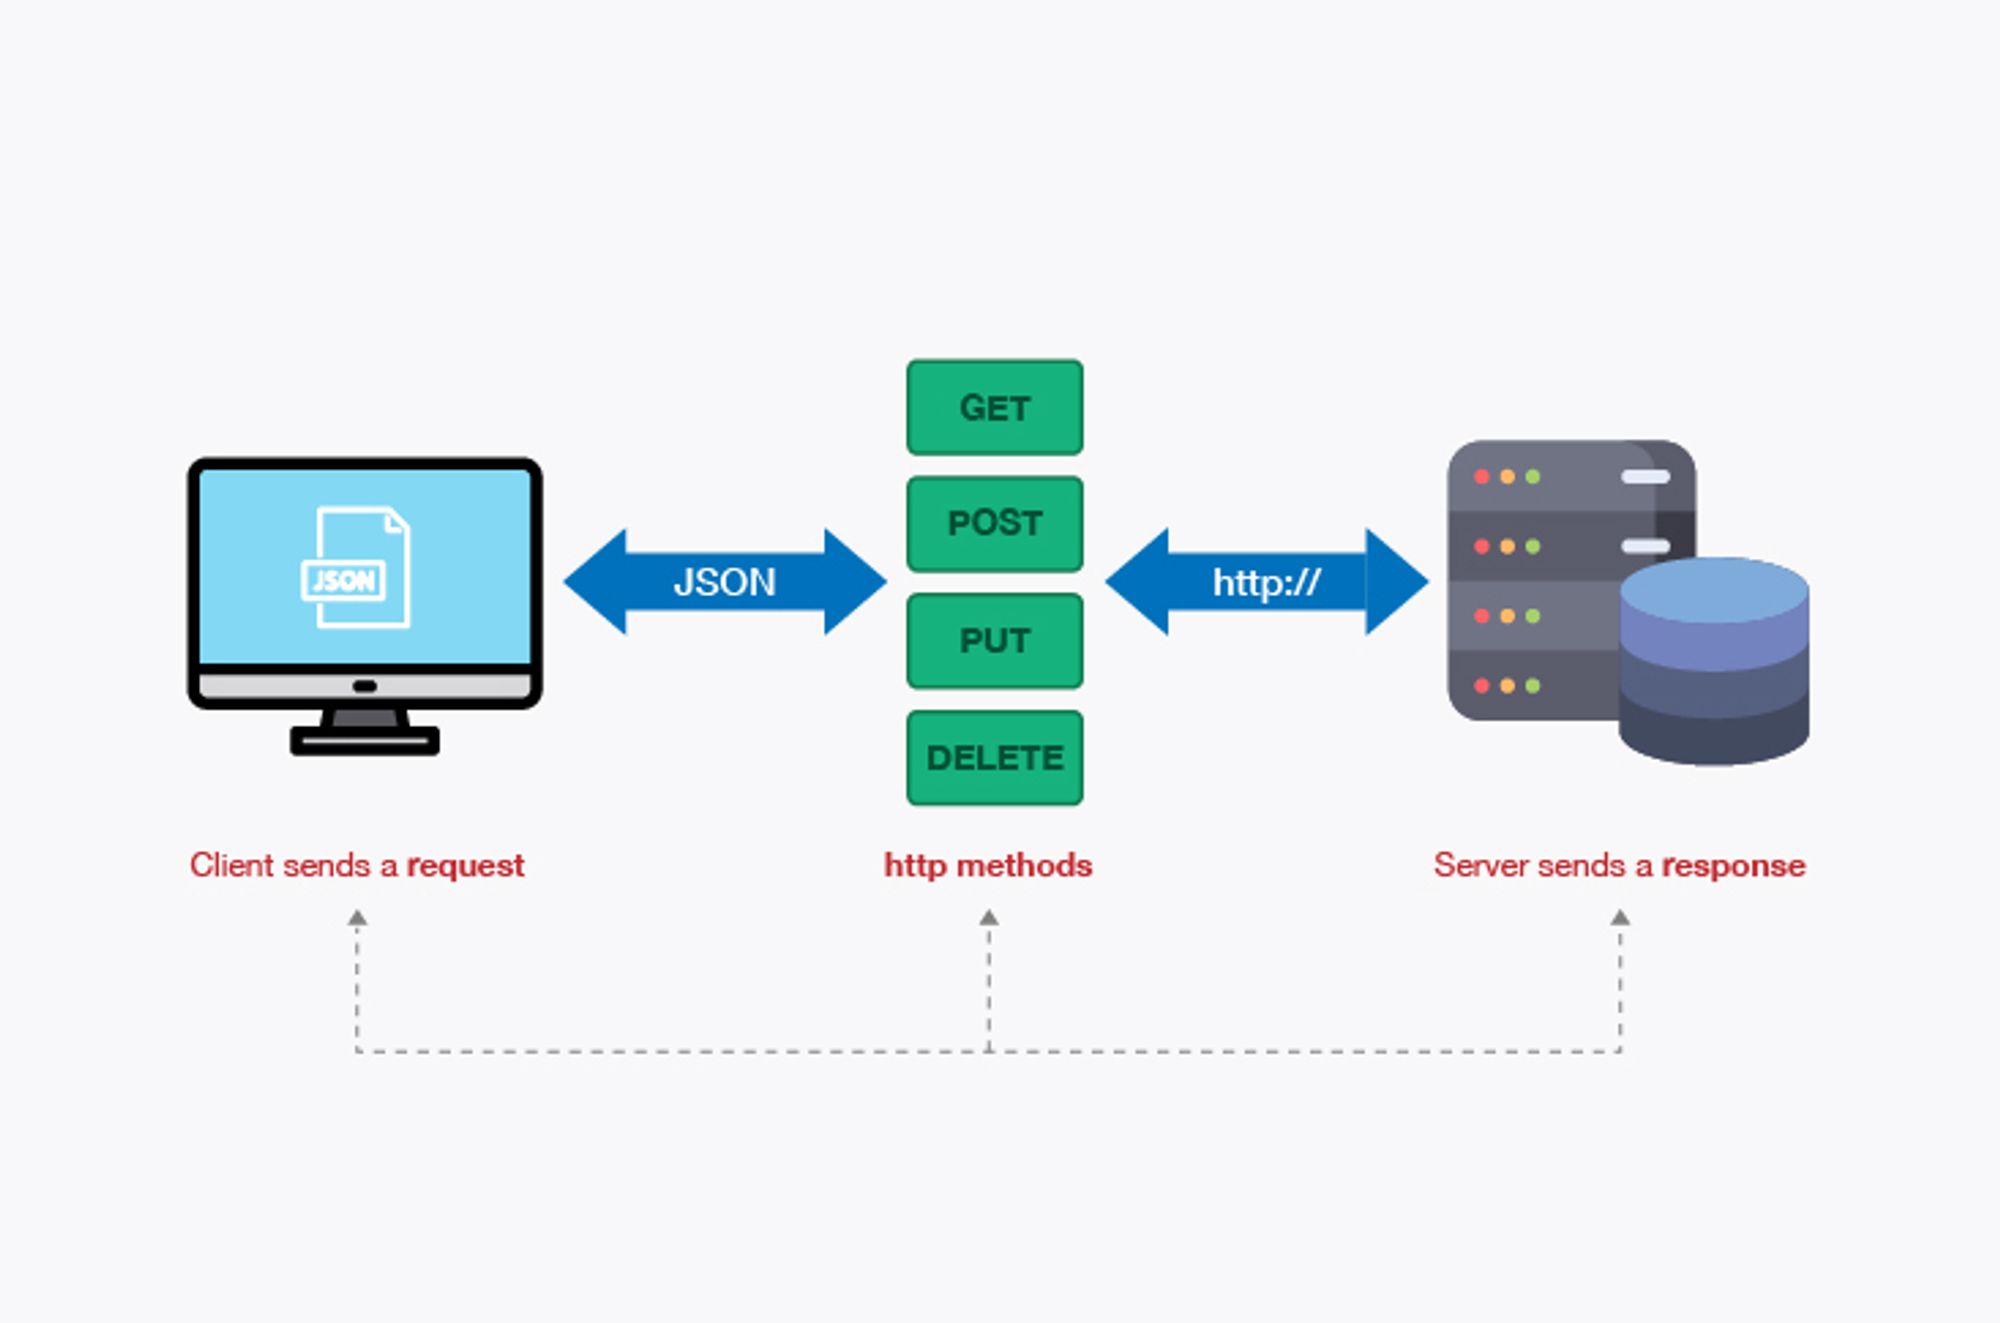 GET
POST
PUT
DELETE
JSON
JSON
http://
Client sends a request
http methods
Server sends a response